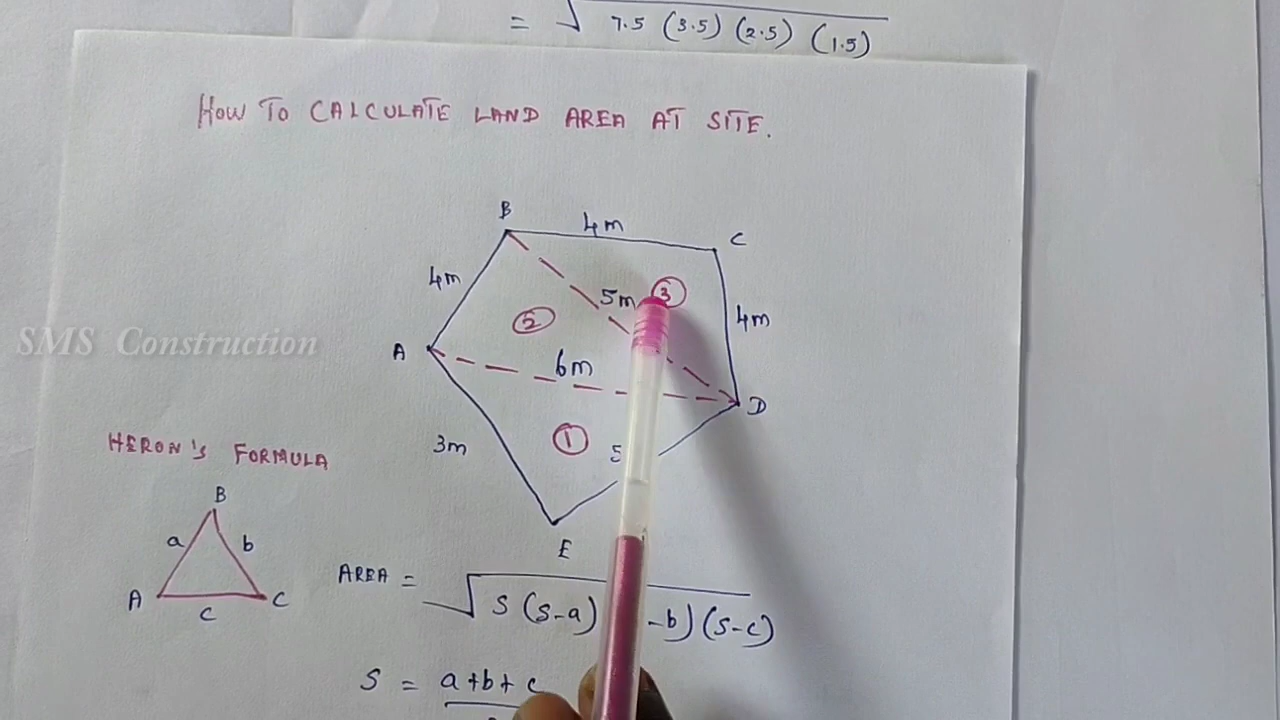 = √ 7.5 (3.5) (2.5) (1.5)
HOW TO CALCULATE LAND AREA AT SITE.
B
4m
C
4m
5m
3
4m
2
SMS Construction
A
6m
D
3m
1
HERON'S FORMULA
B
a
b
E
AREA = √ S (S-a) -b) (S-c)
A
C
c
S = a+b+c